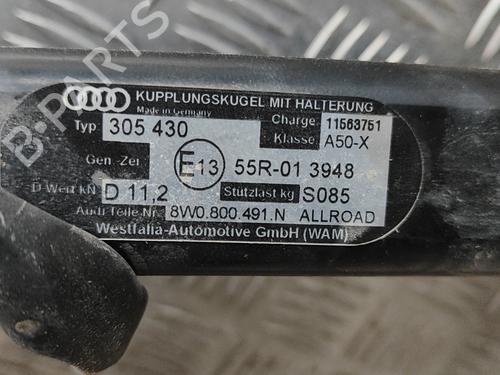 KUPPLUNGSKUGEL MIT HALTERUNG
Made in Germany
Typ 305 430 Charge 11563751
Klasse A50-X
Gen.-Zei. E13 55R-01 3948
D-Wert kN D 11,2 Stützlast kg S085
Audi Teile Nr. 8W0.800.491.N ALLROAD
Westfalia-Automotive GmbH (WAM)
B-PARTS